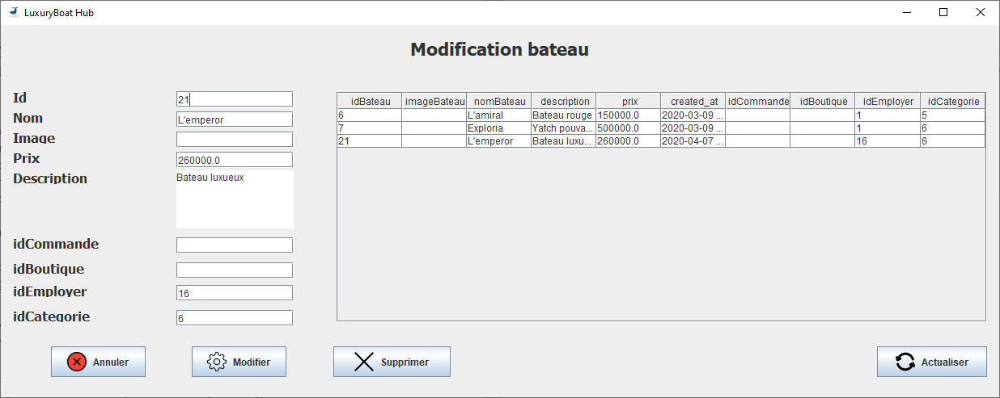 LuxuryBoat Hub
Modification bateau
Id 21
Nom L'emperor
Image
Prix 260000.0
Description Bateau luxueux
idCommande
idBoutique
idEmployer 16
idCategorie 6
idBateau imageBateau nomBateau description prix created_at idCommande idBoutique idEmployer idCategorie
6 L'amiral Bateau rouge 150000.0 2020-03-09 ... 1 5
7 Exploria Yatch pouva... 500000.0 2020-03-09 ... 1 6
21 L'emperor Bateau luxu... 260000.0 2020-04-07 ... 16 6
Annuler Modifier Supprimer Actualiser